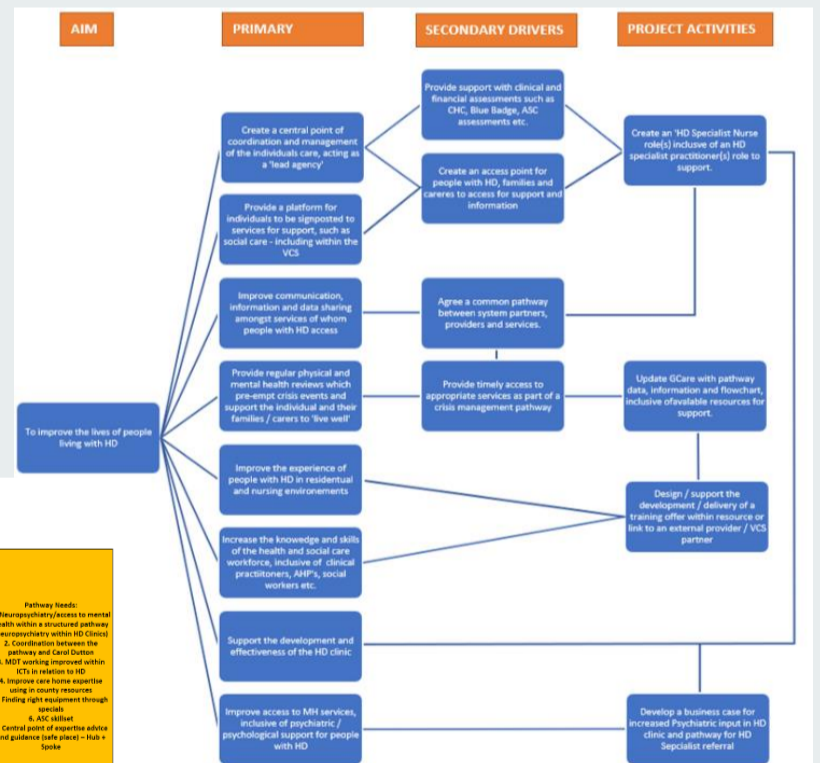 AIM
PRIMARY
SECONDARY DRIVERS
PROJECT ACTIVITIES
To improve the lives of people
living with HD
Create a central point of
coordination and management
of the individuals care, acting as
a 'lead agency'
Provide a platform for
individuals to be signposted to
services for support, such as
social care - including within the
VCS
Improve communication,
information and data sharing
amongst services of whom
people with HD access
Provide regular physical and
mental health reviews which
pre-empt crisis events and
support the individual and their
families / carers to 'live well'
Improve the experience of
people with HD in residentual
and nursing environements
Increase the knowedge and skills
of the health and social care
workforce, inclusive of clinical
practiitoners, AHP's, social
workers etc.
Support the development and
effectiveness of the HD clinic
Improve access to MH services,
inclusive of psychiatric /
psychological support for people
with HD
Provide support with clinical and
financial assessments such as
CHC, Blue Badge, ASC
assessments etc.
Create an access point for
people with HD, families and
careres to access for support and
information
Agree a common pathway
between system partners,
providers and services.
Provide timely access to
appropriate services as part of a
crisis management pathway
Create an 'HD Specialist Nurse
role(s) inclusve of an HD
specialist practitioner(s) role to
support.
Update GCare with pathway
data, information and flowchart,
inclusive ofavalable resources for
support.
Design / support the
development / delivery of a
training offer within resource or
link to an external provider / VCS
partner
Develop a business case for
increased Psychiatric input in HD
clinic and pathway for HD
Sepcialist referral
Pathway Needs:
Neuropsychiatry/access to mental
health within a structured pathway
(neuropsychiatry within HD Clinics)
2. Coordination between the
pathway and Carol Dutton
3. MDT working improved within
ICTs in relation to HD
4. Improve care home expertise
using in county resources
Finding right equipment through
specials
6. ASC skillset
Central point of expertise advice
and guidance (safe place) – Hub +
Spoke